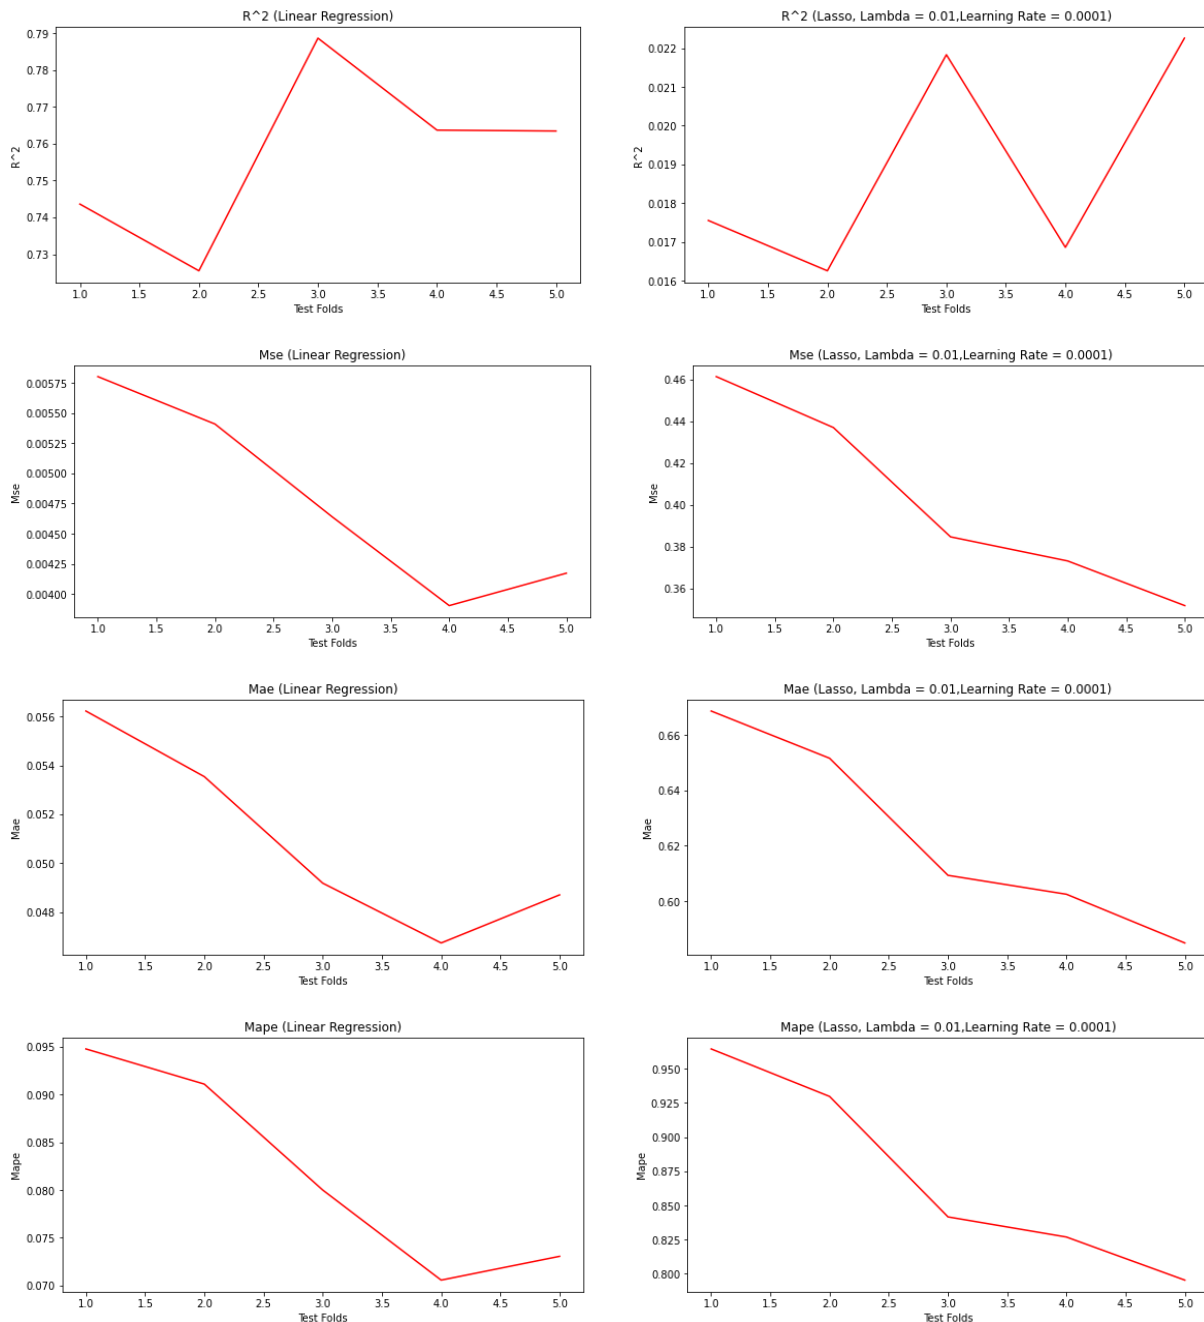 R^2 (Linear Regression)
0.79
0.78
0.77
0.76
0.75
0.74
0.73
R^2
1.0 1.5 2.0 2.5 3.0 3.5 4.0 4.5 5.0
Test Folds
R^2 (Lasso, Lambda = 0.01,Learning Rate = 0.0001)
0.022
0.021
0.020
0.019
0.018
0.017
0.016
R^2
1.0 1.5 2.0 2.5 3.0 3.5 4.0 4.5 5.0
Test Folds
Mse (Linear Regression)
0.00575
0.00550
0.00525
0.00500
0.00475
0.00450
0.00425
0.00400
Mse
1.0 1.5 2.0 2.5 3.0 3.5 4.0 4.5 5.0
Test Folds
Mse (Lasso, Lambda = 0.01,Learning Rate = 0.0001)
0.46
0.44
0.42
0.40
0.38
0.36
Mse
1.0 1.5 2.0 2.5 3.0 3.5 4.0 4.5 5.0
Test Folds
Mae (Linear Regression)
0.056
0.054
0.052
0.050
0.048
Mae
1.0 1.5 2.0 2.5 3.0 3.5 4.0 4.5 5.0
Test Folds
Mae (Lasso, Lambda = 0.01,Learning Rate = 0.0001)
0.66
0.64
0.62
0.60
Mae
1.0 1.5 2.0 2.5 3.0 3.5 4.0 4.5 5.0
Test Folds
Mape (Linear Regression)
0.095
0.090
0.085
0.080
0.075
0.070
Mape
1.0 1.5 2.0 2.5 3.0 3.5 4.0 4.5 5.0
Test Folds
Mape (Lasso, Lambda = 0.01,Learning Rate = 0.0001)
0.950
0.925
0.900
0.875
0.850
0.825
0.800
Mape
1.0 1.5 2.0 2.5 3.0 3.5 4.0 4.5 5.0
Test Folds